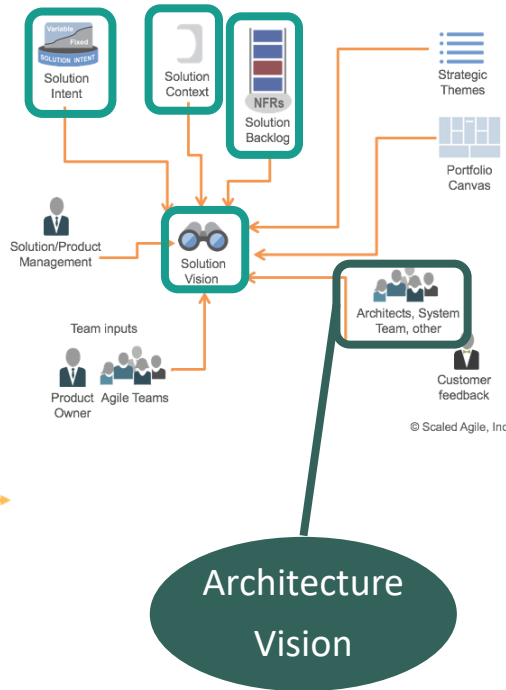 Variable
Fixed
SOLUTION INTENT
Solution
Intent
Solution
Context
NFRs
Solution
Backlog
Strategic
Themes
Portfolio
Canvas
Solution/Product
Management
Solution
Vision
Architects, System
Team, other
Team inputs
Product
Owner
Agile Teams
Customer
feedback
© Scaled Agile, Inc
Architecture
Vision